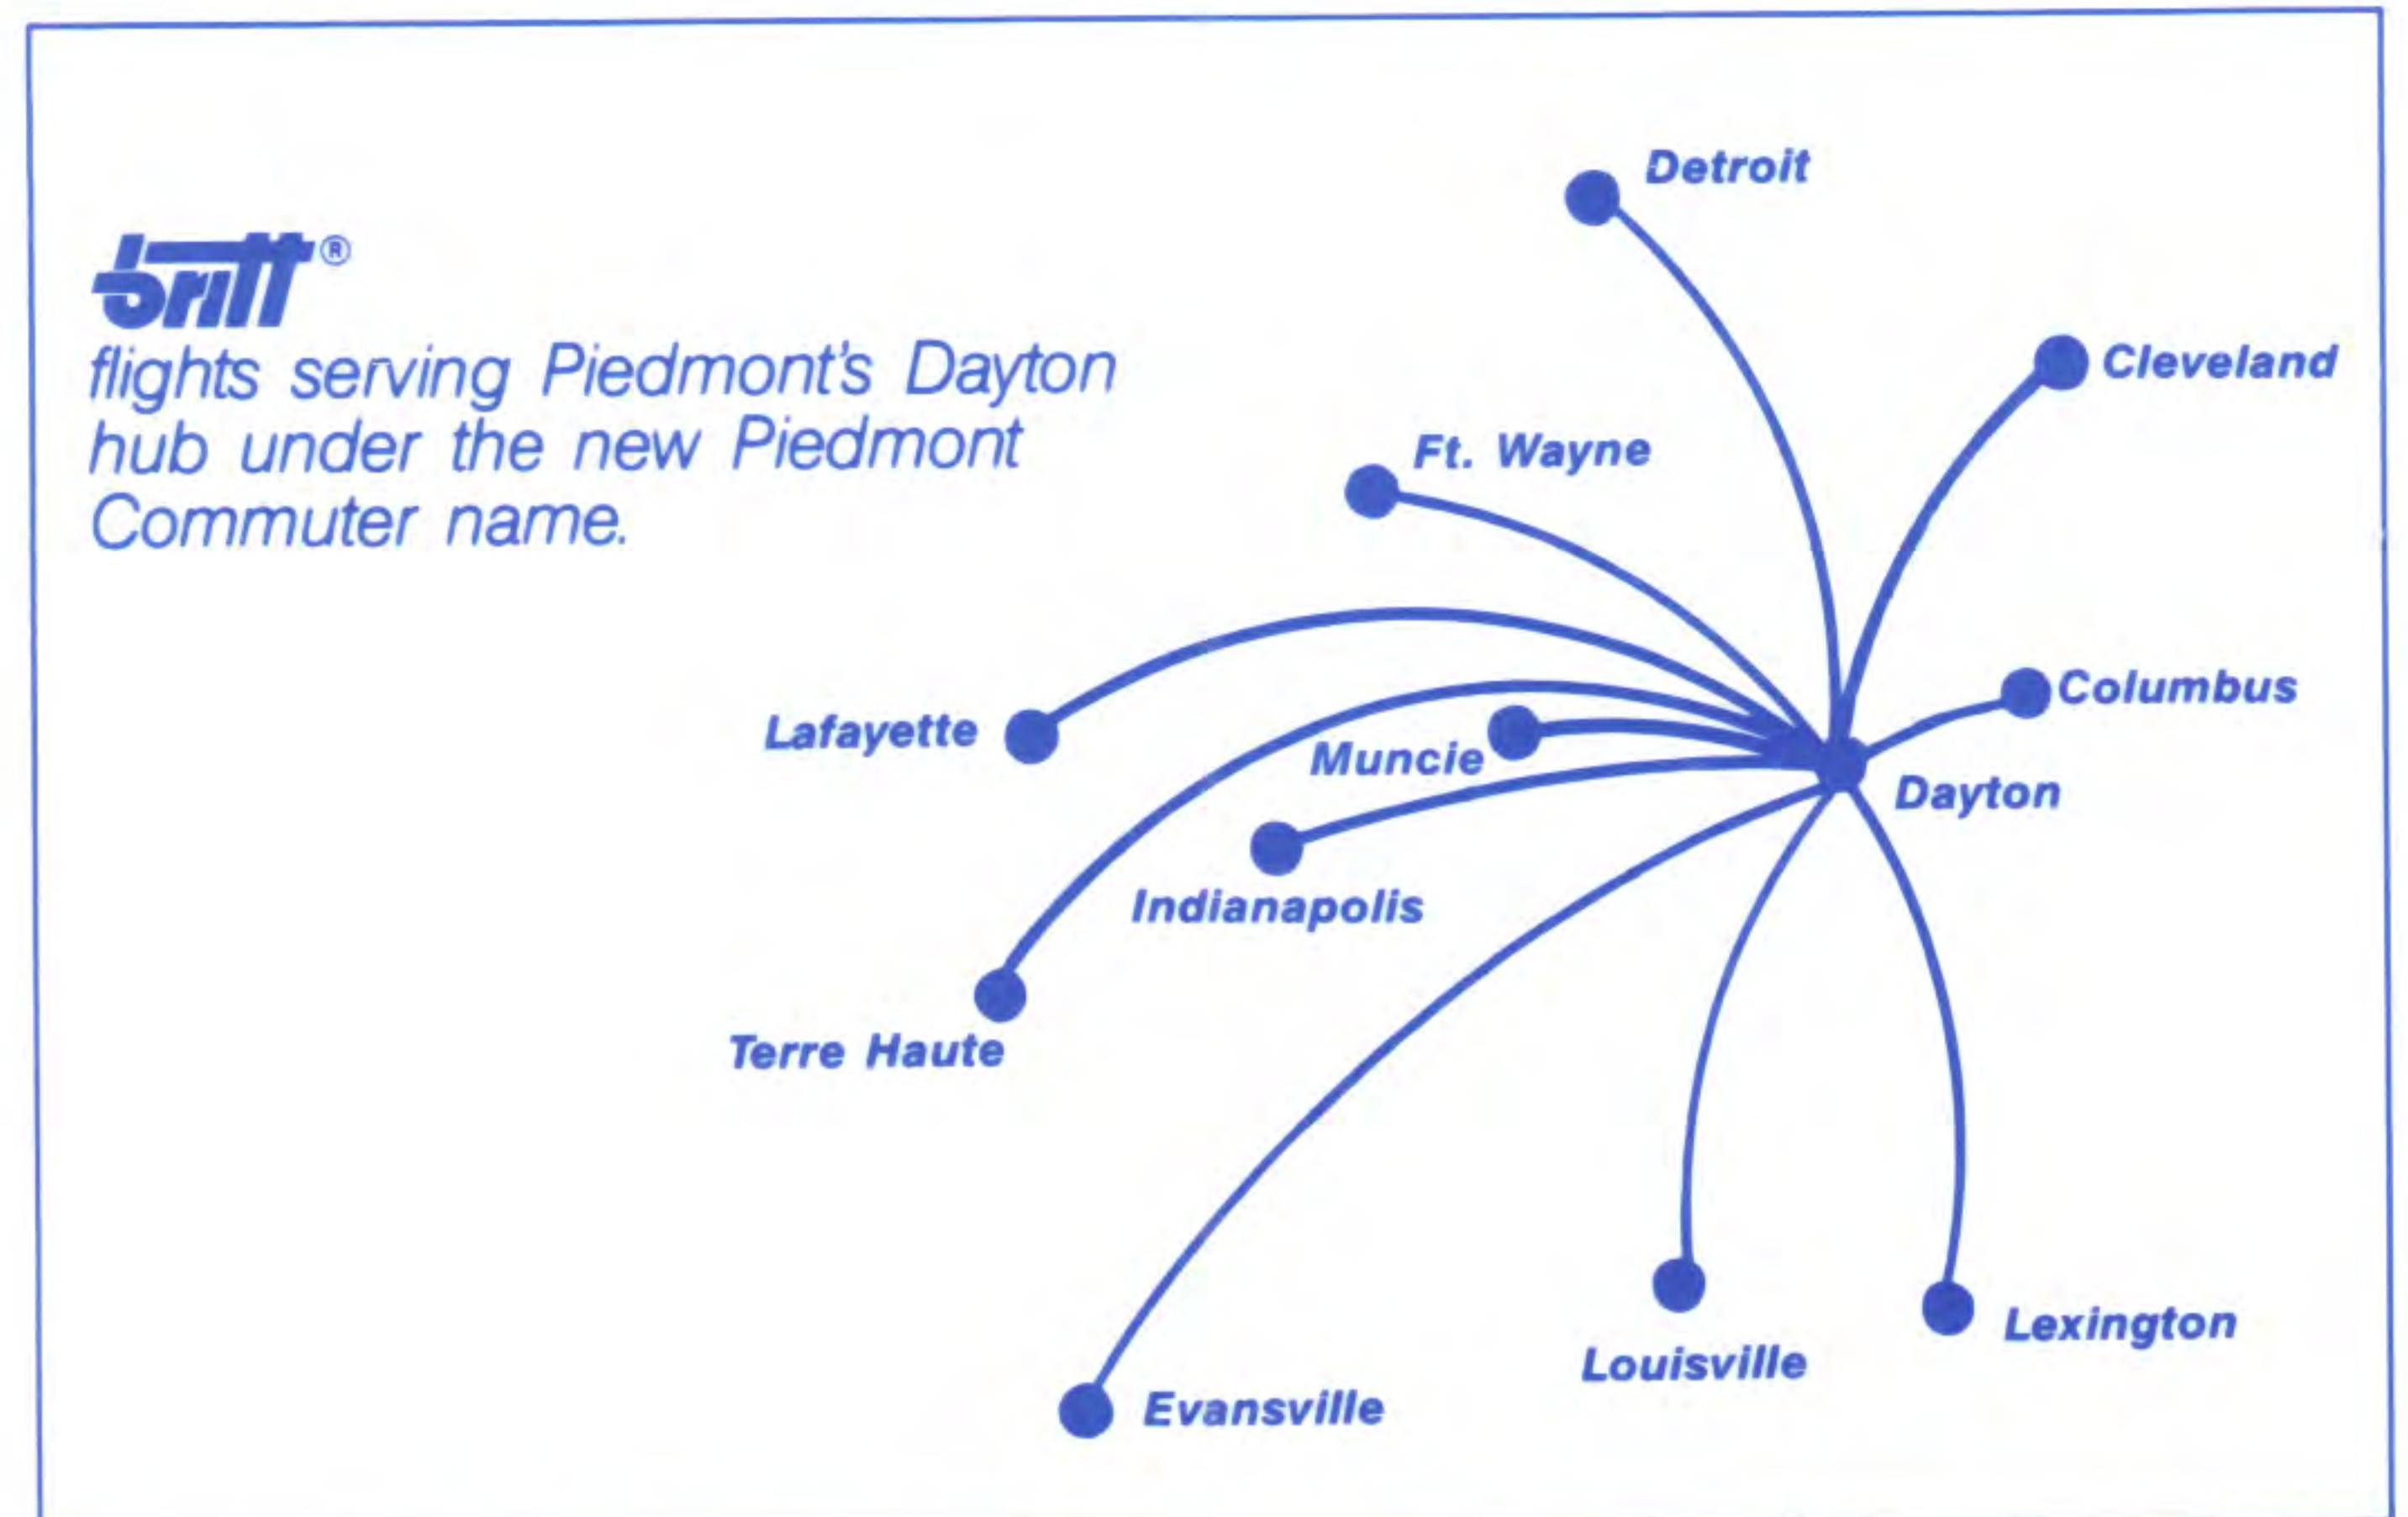 britt®
flights serving Piedmont's Dayton
hub under the new Piedmont
Commuter name.
Detroit
Cleveland
Ft. Wayne
Columbus
Lafayette
Muncie
Dayton
Indianapolis
Terre Haute
Lexington
Louisville
Evansville